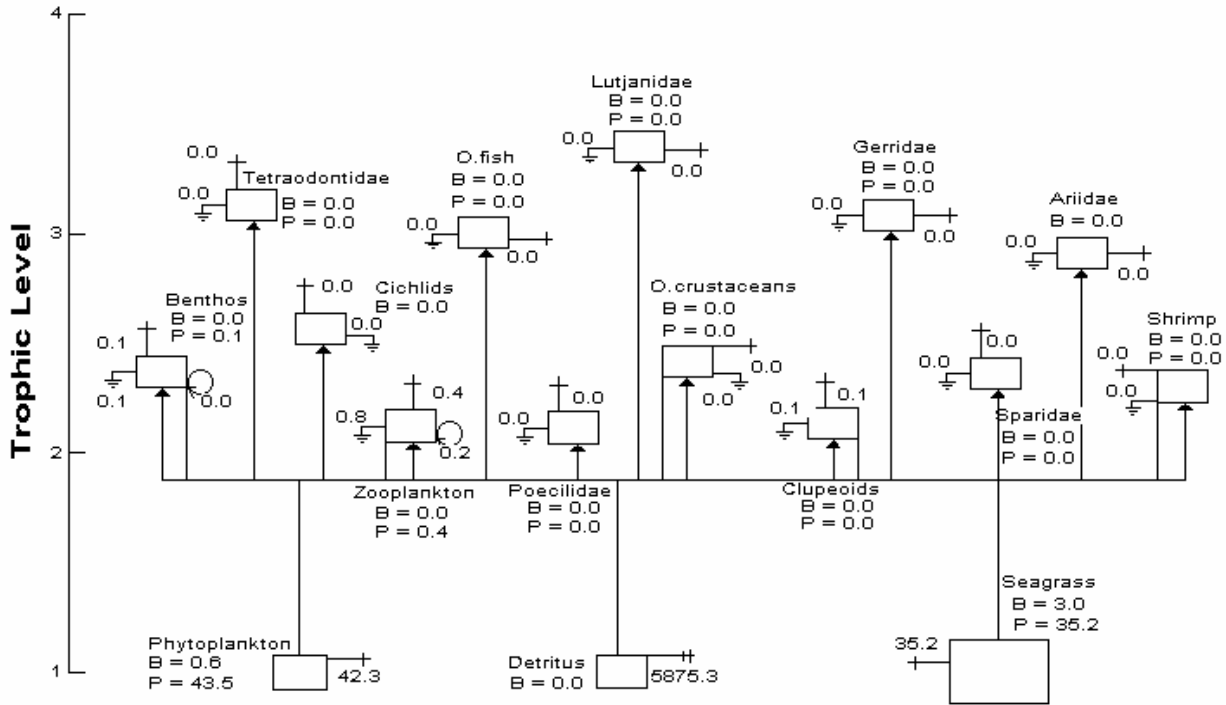 4
Lutjanidae
B = 0.0
P = 0.0
0.0
0.0
0.0
O.fish
B = 0.0
P = 0.0
0.0
0.0
Gerridae
B = 0.0
P = 0.0
0.0
0.0
Tetraodontidae
B = 0.0
P = 0.0
0.0
Ariidae
B = 0.0
0.0
0.0
3
Trophic Level
Benthos
B = 0.0
P = 0.1
0.1
0.1
0.0
0.0
Cichlids
B = 0.0
0.0
O.crustaceans
B = 0.0
P = 0.0
0.0
0.0
Shrimp
B = 0.0
P = 0.0
0.0
0.0
0.0
0.0
Sparidae
B = 0.0
P = 0.0
0.4
0.8
0.2
0.0
0.0
0.1
0.1
2
Zooplankton
B = 0.0
P = 0.4
Poecilidae
B = 0.0
P = 0.0
Clupeoids
B = 0.0
P = 0.0
Seagrass
B = 3.0
P = 35.2
35.2
Phytoplankton
B = 0.6
P = 43.5
42.3
Detritus
B = 0.0
5875.3
1